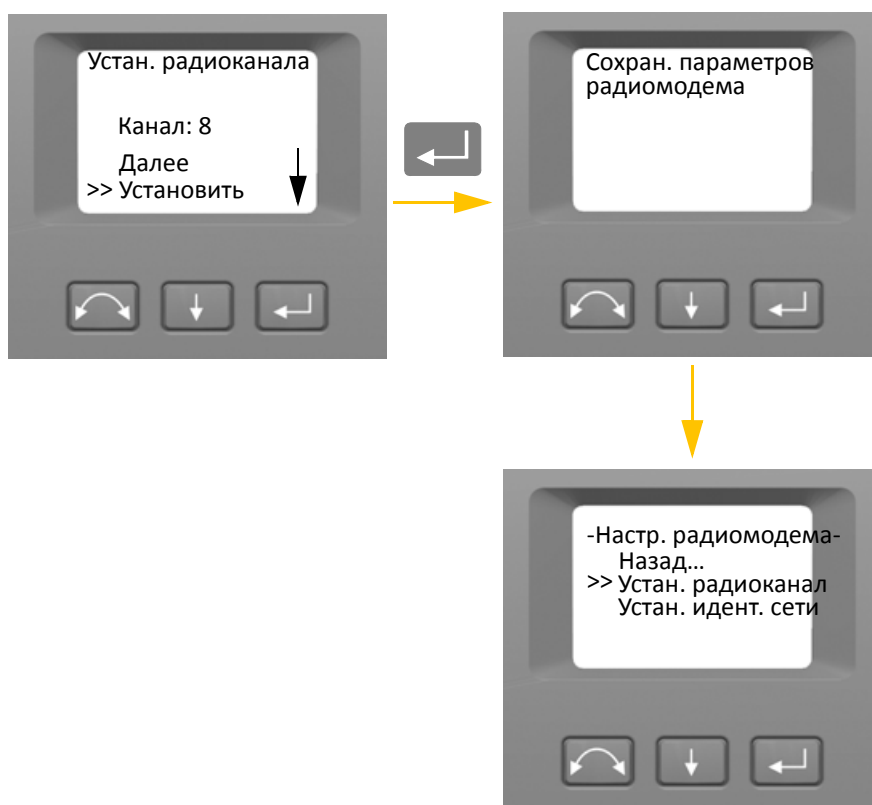 Устан. радиоканала
Канал: 8
Далее
>> Установить
Сохран. параметров
радиомодема
-Настр. радиомодема-
Назад...
>> Устан. радиоканал
Устан. идент. сети